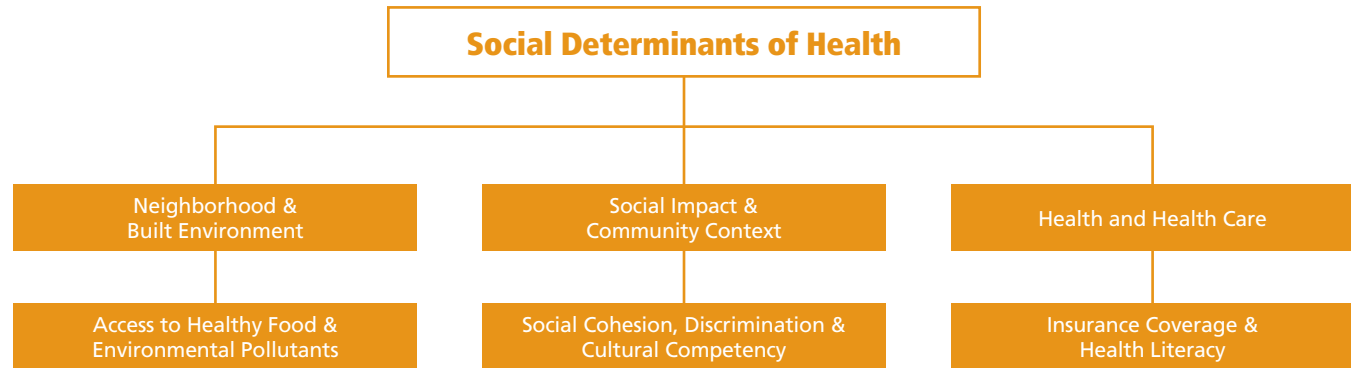 Social Determinants of Health
Neighborhood &
Built Environment
Social Impact &
Community Context
Health and Health Care
Access to Healthy Food &
Environmental Pollutants
Social Cohesion, Discrimination &
Cultural Competency
Insurance Coverage &
Health Literacy